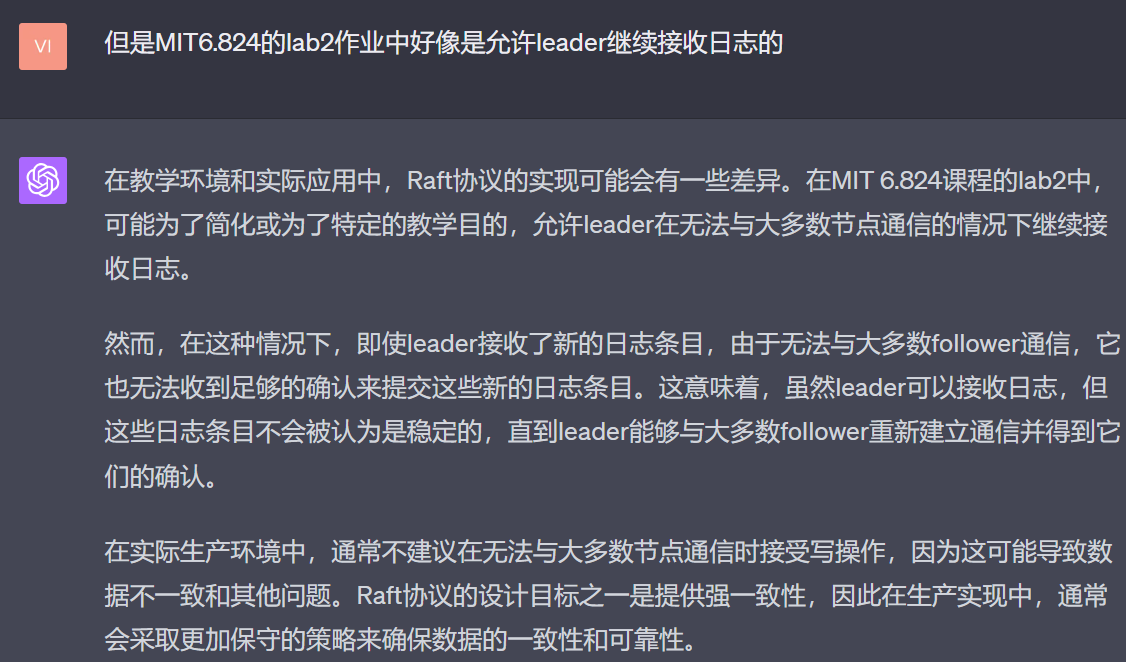 VI
但是MIT6.824的lab2作业中好像是允许leader继续接收日志的
在教学环境和实际应用中，Raft协议的实现可能会有一些差异。在MIT 6.824课程的lab2中，
可能为了简化或为了特定的教学目的，允许leader在无法与大多数节点通信的情况下继续接
收日志。
然而，在这种情况下，即使leader接收了新的日志条目，由于无法与大多数follower通信，它
也无法收到足够的确认来提交这些新的日志条目。这意味着，虽然leader可以接收日志，但
这些日志条目不会被认为是稳定的，直到leader能够与大多数follower重新建立通信并得到它
们的确认。
在实际生产环境中，通常不建议在无法与大多数节点通信时接受写操作，因为这可能导致数
据不一致和其他问题。Raft协议的设计目标之一是提供强一致性，因此在生产实现中，通常
会采取更加保守的策略来确保数据的一致性和可靠性。